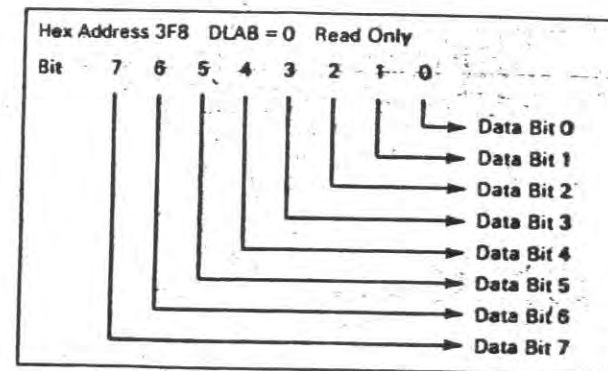 Hex Address 3F8 DLAB = 0 Read Only
Bit 7 6 5 4 3 2 1 0
Data Bit 0
Data Bit 1
Data Bit 2
Data Bit 3
Data Bit 4
Data Bit 5
Data Bit 6
Data Bit 7